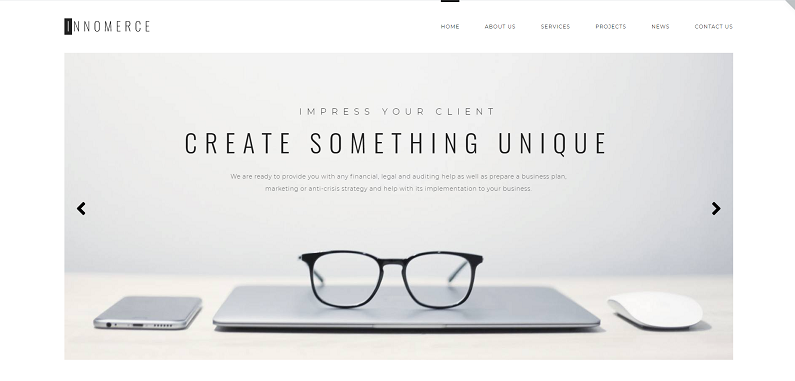 INNOMERCE
HOME ABOUT US SERVICES PROJECTS NEWS CONTACT US
IMPRESS YOUR CLIENT
CREATE SOMETHING UNIQUE
We are ready to provide you with any financial, legal and auditing help as well as prepare a business plan,
marketing or anti-crisis strategy and help with its implementation to your business.